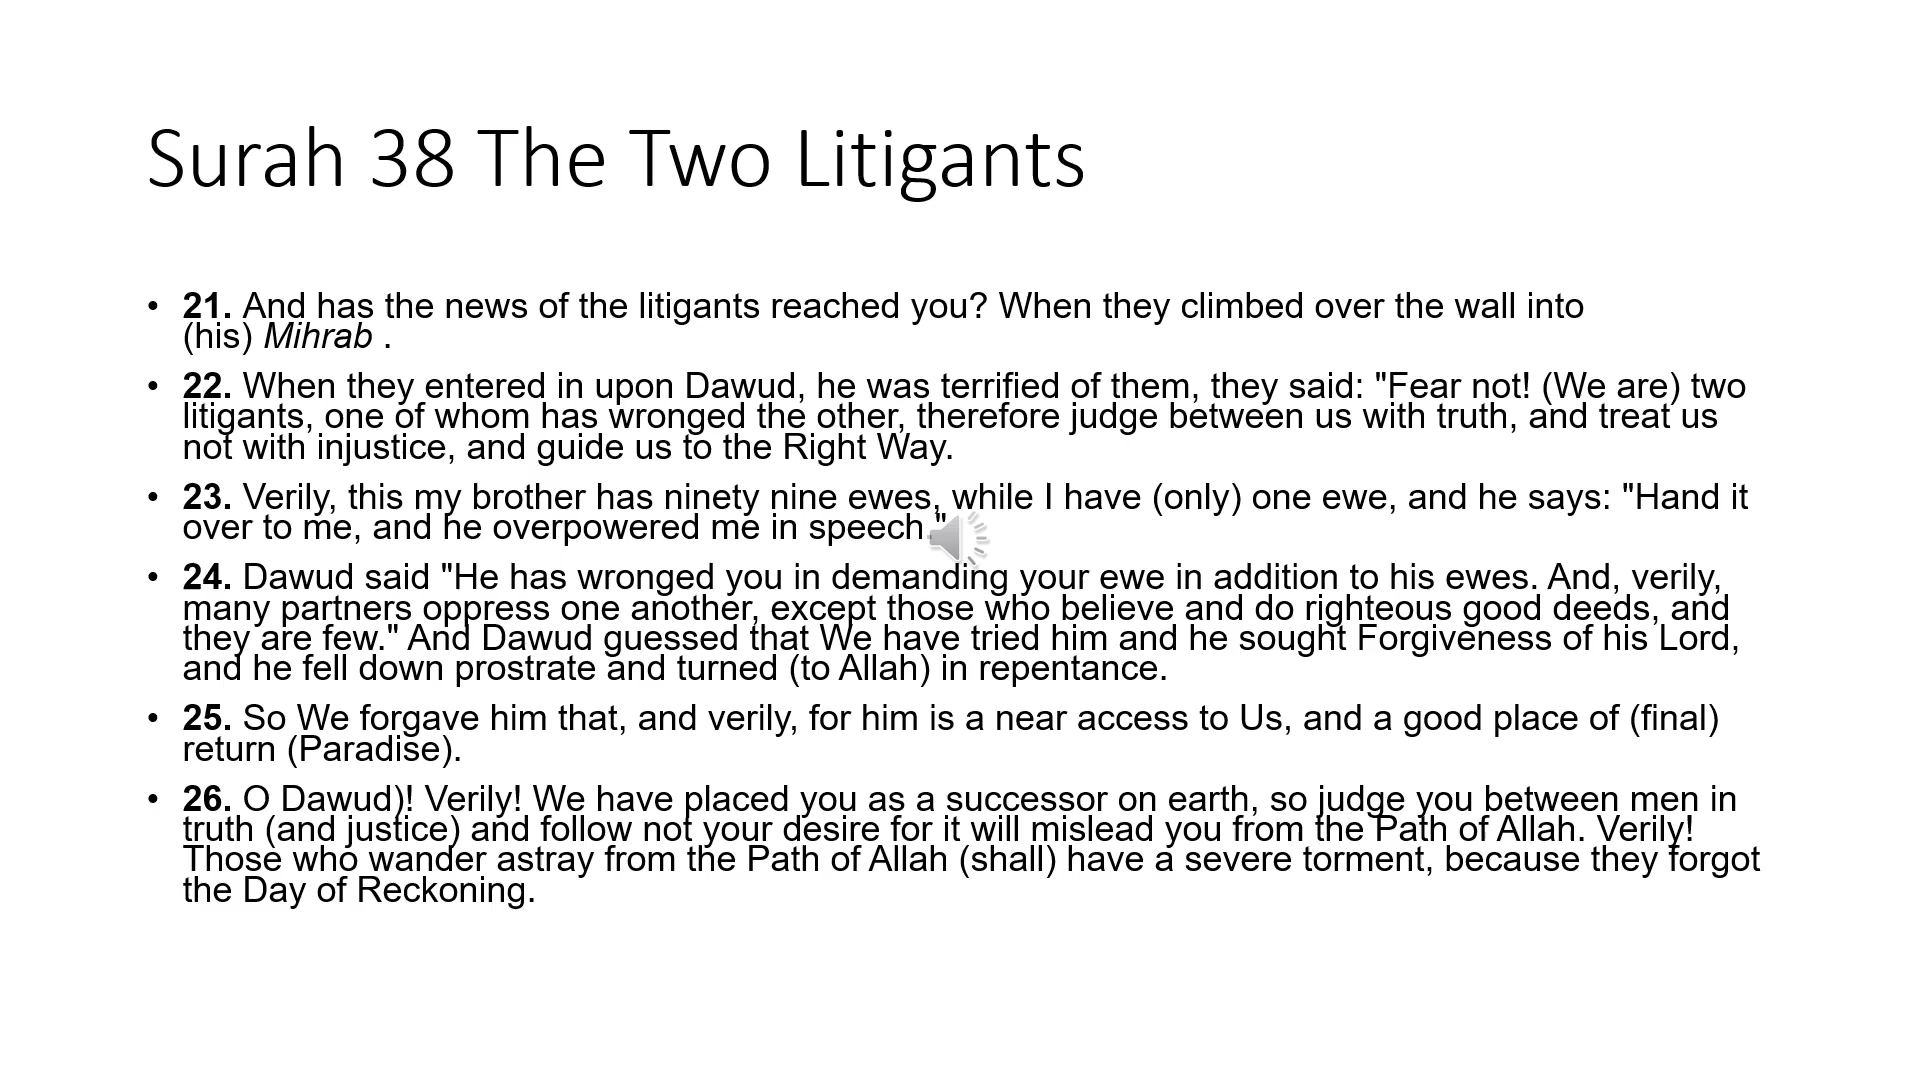 Surah 38 The Two Litigants
• 21. And has the news of the litigants reached you? When they climbed over the wall into
(his) Mihrab .
• 22. When they entered in upon Dawud, he was terrified of them, they said: "Fear not! (We are) two
litigants, one of whom has wronged the other, therefore judge between us with truth, and treat us
not with injustice, and guide us to the Right Way.
• 23. Verily, this my brother has ninety nine ewes, while I have (only) one ewe, and he says: "Hand it
over to me, and he overpowered me in speech."
• 24. Dawud said "He has wronged you in demanding your ewe in addition to his ewes. And, verily,
many partners oppress one another, except those who believe and do righteous good deeds, and
they are few." And Dawud guessed that We have tried him and he sought Forgiveness of his Lord,
and he fell down prostrate and turned (to Allah) in repentance.
• 25. So We forgave him that, and verily, for him is a near access to Us, and a good place of (final)
return (Paradise).
• 26. O Dawud)! Verily! We have placed you as a successor on earth, so judge you between men in
truth (and justice) and follow not your desire for it will mislead you from the Path of Allah. Verily!
Those who wander astray from the Path of Allah (shall) have a severe torment, because they forgot
the Day of Reckoning.